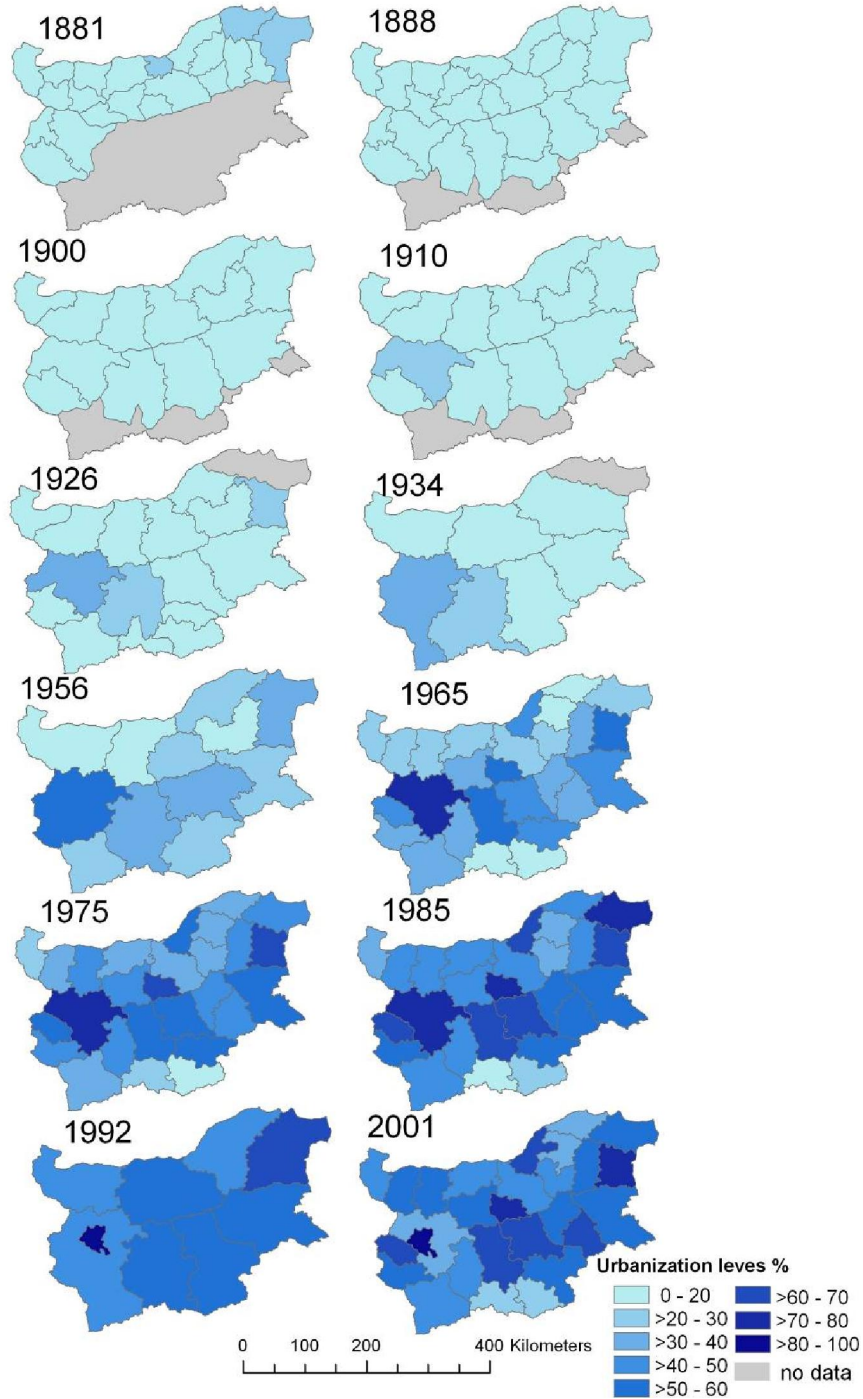 1881 1888
1900 1910
1926 1934
1956 1965
1975 1985
1992 2001
Urbanization leves %
0 - 20 >60 - 70
>20 - 30 >70 - 80
>30 - 40 >80 - 100
>40 - 50 no data
>50 - 60
0 100 200 400 Kilometers